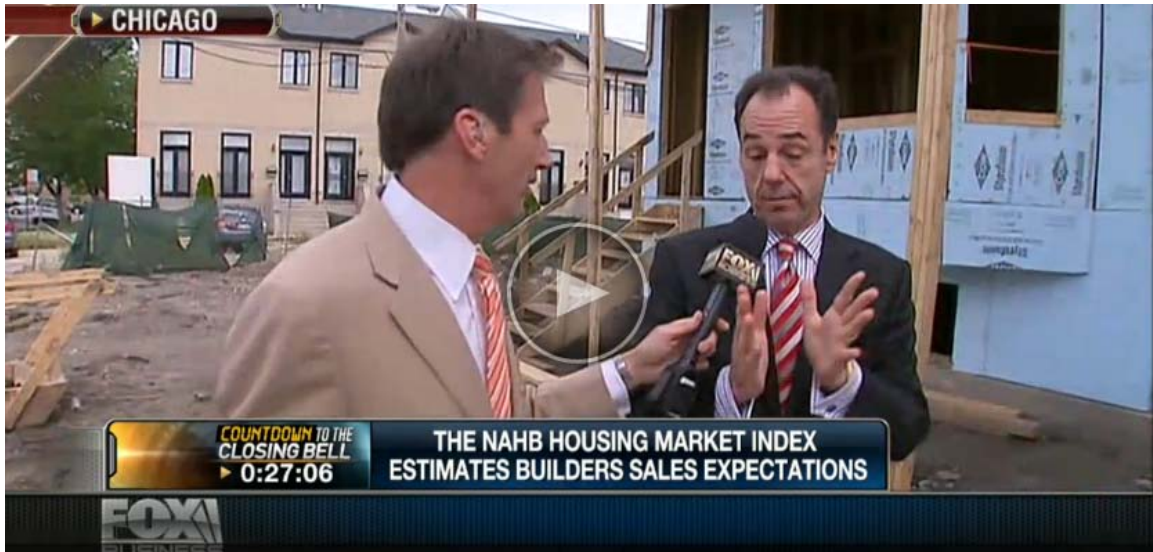 CHICAGO
FOX
COUNTDOWN TO THE
CLOSING BELL
0:27:06
THE NAHB HOUSING MARKET INDEX
ESTIMATES BUILDERS SALES EXPECTATIONS
FOX
BUSINESS